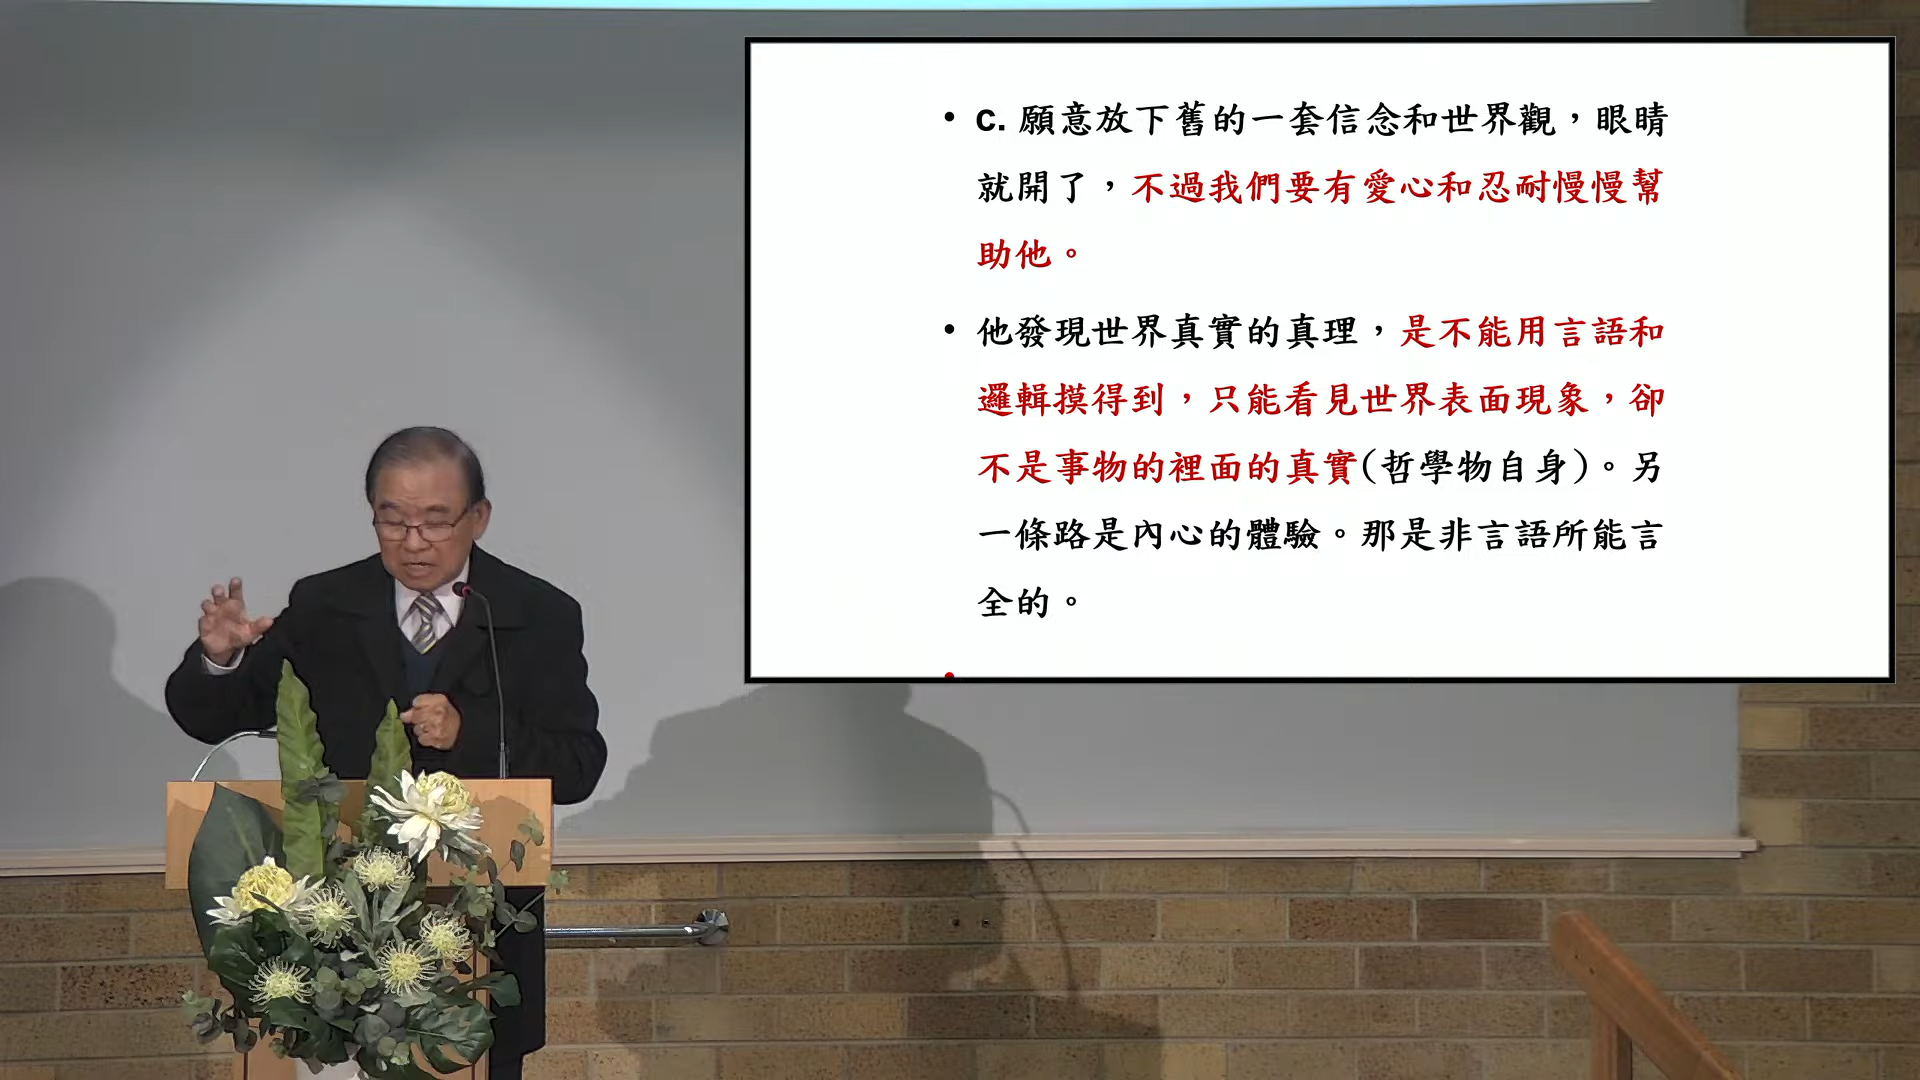 • C. 願意放下舊的一套信念和世界觀，眼睛
就開了，不過我們要有愛心和忍耐慢慢幫
助他。
• 他發現世界真實的真理，是不能用言語和
邏輯摸得到，只能看見世界表面現象，卻
不是事物的裡面的真實(哲學物自身)。另
一條路是內心的體驗。那是非言語所能言
全的。